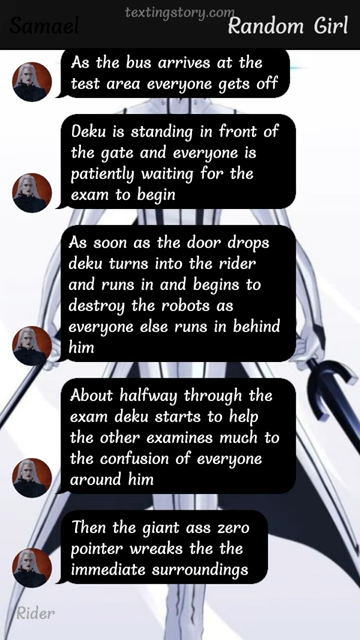 textingstory.com
Samael
Random Girl
As the bus arrives at the
test area everyone gets off
Deku is standing in front of
the gate and everyone is
patiently waiting for the
exam to begin
As soon as the door drops
deku turns into the rider
and runs in and begins to
destroy the robots as
everyone else runs in behind
him
About halfway through the
exam deku starts to help
the other examines much to
the confusion of everyone
around him
Then the giant ass zero
pointer wreaks the the
immediate surroundings
Rider